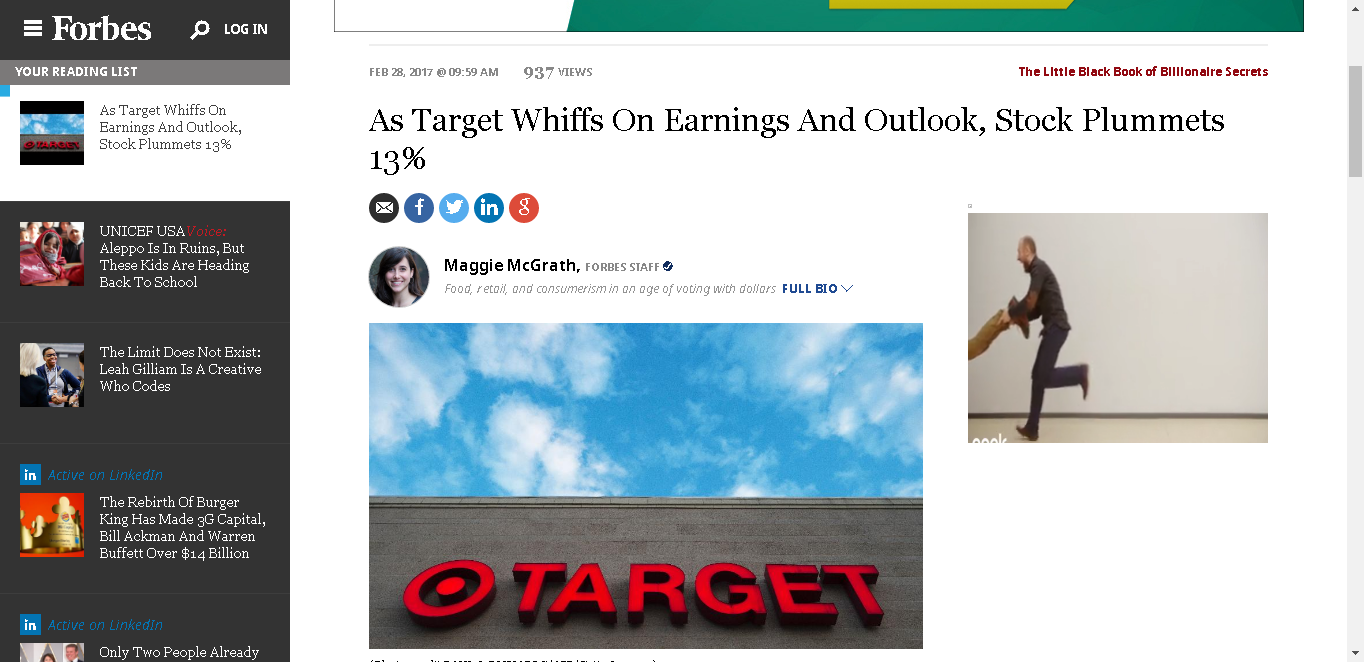 Forbes
LOG IN
YOUR READING LIST
As Target Whiffs On
Earnings And Outlook,
Stock Plummets 13%
UNICEF USAVoice:
Aleppo Is In Ruins, But
These Kids Are Heading
Back To School
The Limit Does Not Exist:
Leah Gilliam Is A Creative
Who Codes
in Active on LinkedIn
The Rebirth Of Burger
King Has Made 3G Capital,
Bill Ackman And Warren
Buffett Over $14 Billion
in Active on LinkedIn
Only Two People Already
FEB 28, 2017 @ 09:59 AM 937 VIEWS
The Little Black Book of Billionaire Secrets
As Target Whiffs On Earnings And Outlook, Stock Plummets
13%
f in g
Maggie McGrath, FORBES STAFF
Food, retail, and consumerism in an age of voting with dollars FULL BIO
TARGET